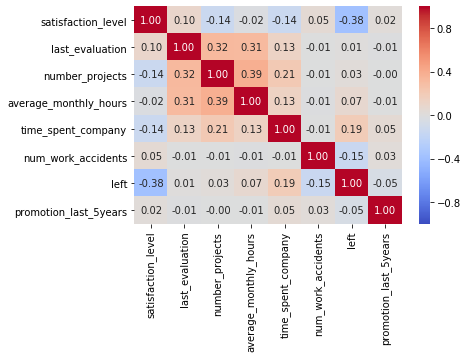 satisfaction_level 1.00 0.10 -0.14 -0.02 -0.14 0.05 -0.38 0.02
last_evaluation 0.10 1.00 0.32 0.31 0.13 -0.01 0.01 -0.01
number_projects -0.14 0.32 1.00 0.39 0.21 -0.01 0.03 -0.00
average_monthly_hours -0.02 0.31 0.39 1.00 0.13 -0.01 0.07 -0.01
time_spent_company -0.14 0.13 0.21 0.13 1.00 -0.01 0.19 0.05
num_work_accidents 0.05 -0.01 -0.01 -0.01 -0.01 1.00 -0.15 0.03
left -0.38 0.01 0.03 0.07 0.19 -0.15 1.00 -0.05
promotion_last_5years 0.02 -0.01 -0.00 -0.01 0.05 0.03 -0.05 1.00
satisfaction_level
last_evaluation
number_projects
average_monthly_hours
time_spent_company
num_work_accidents
left
promotion_last_5years
0.8
0.4
0.0
−0.4
−0.8